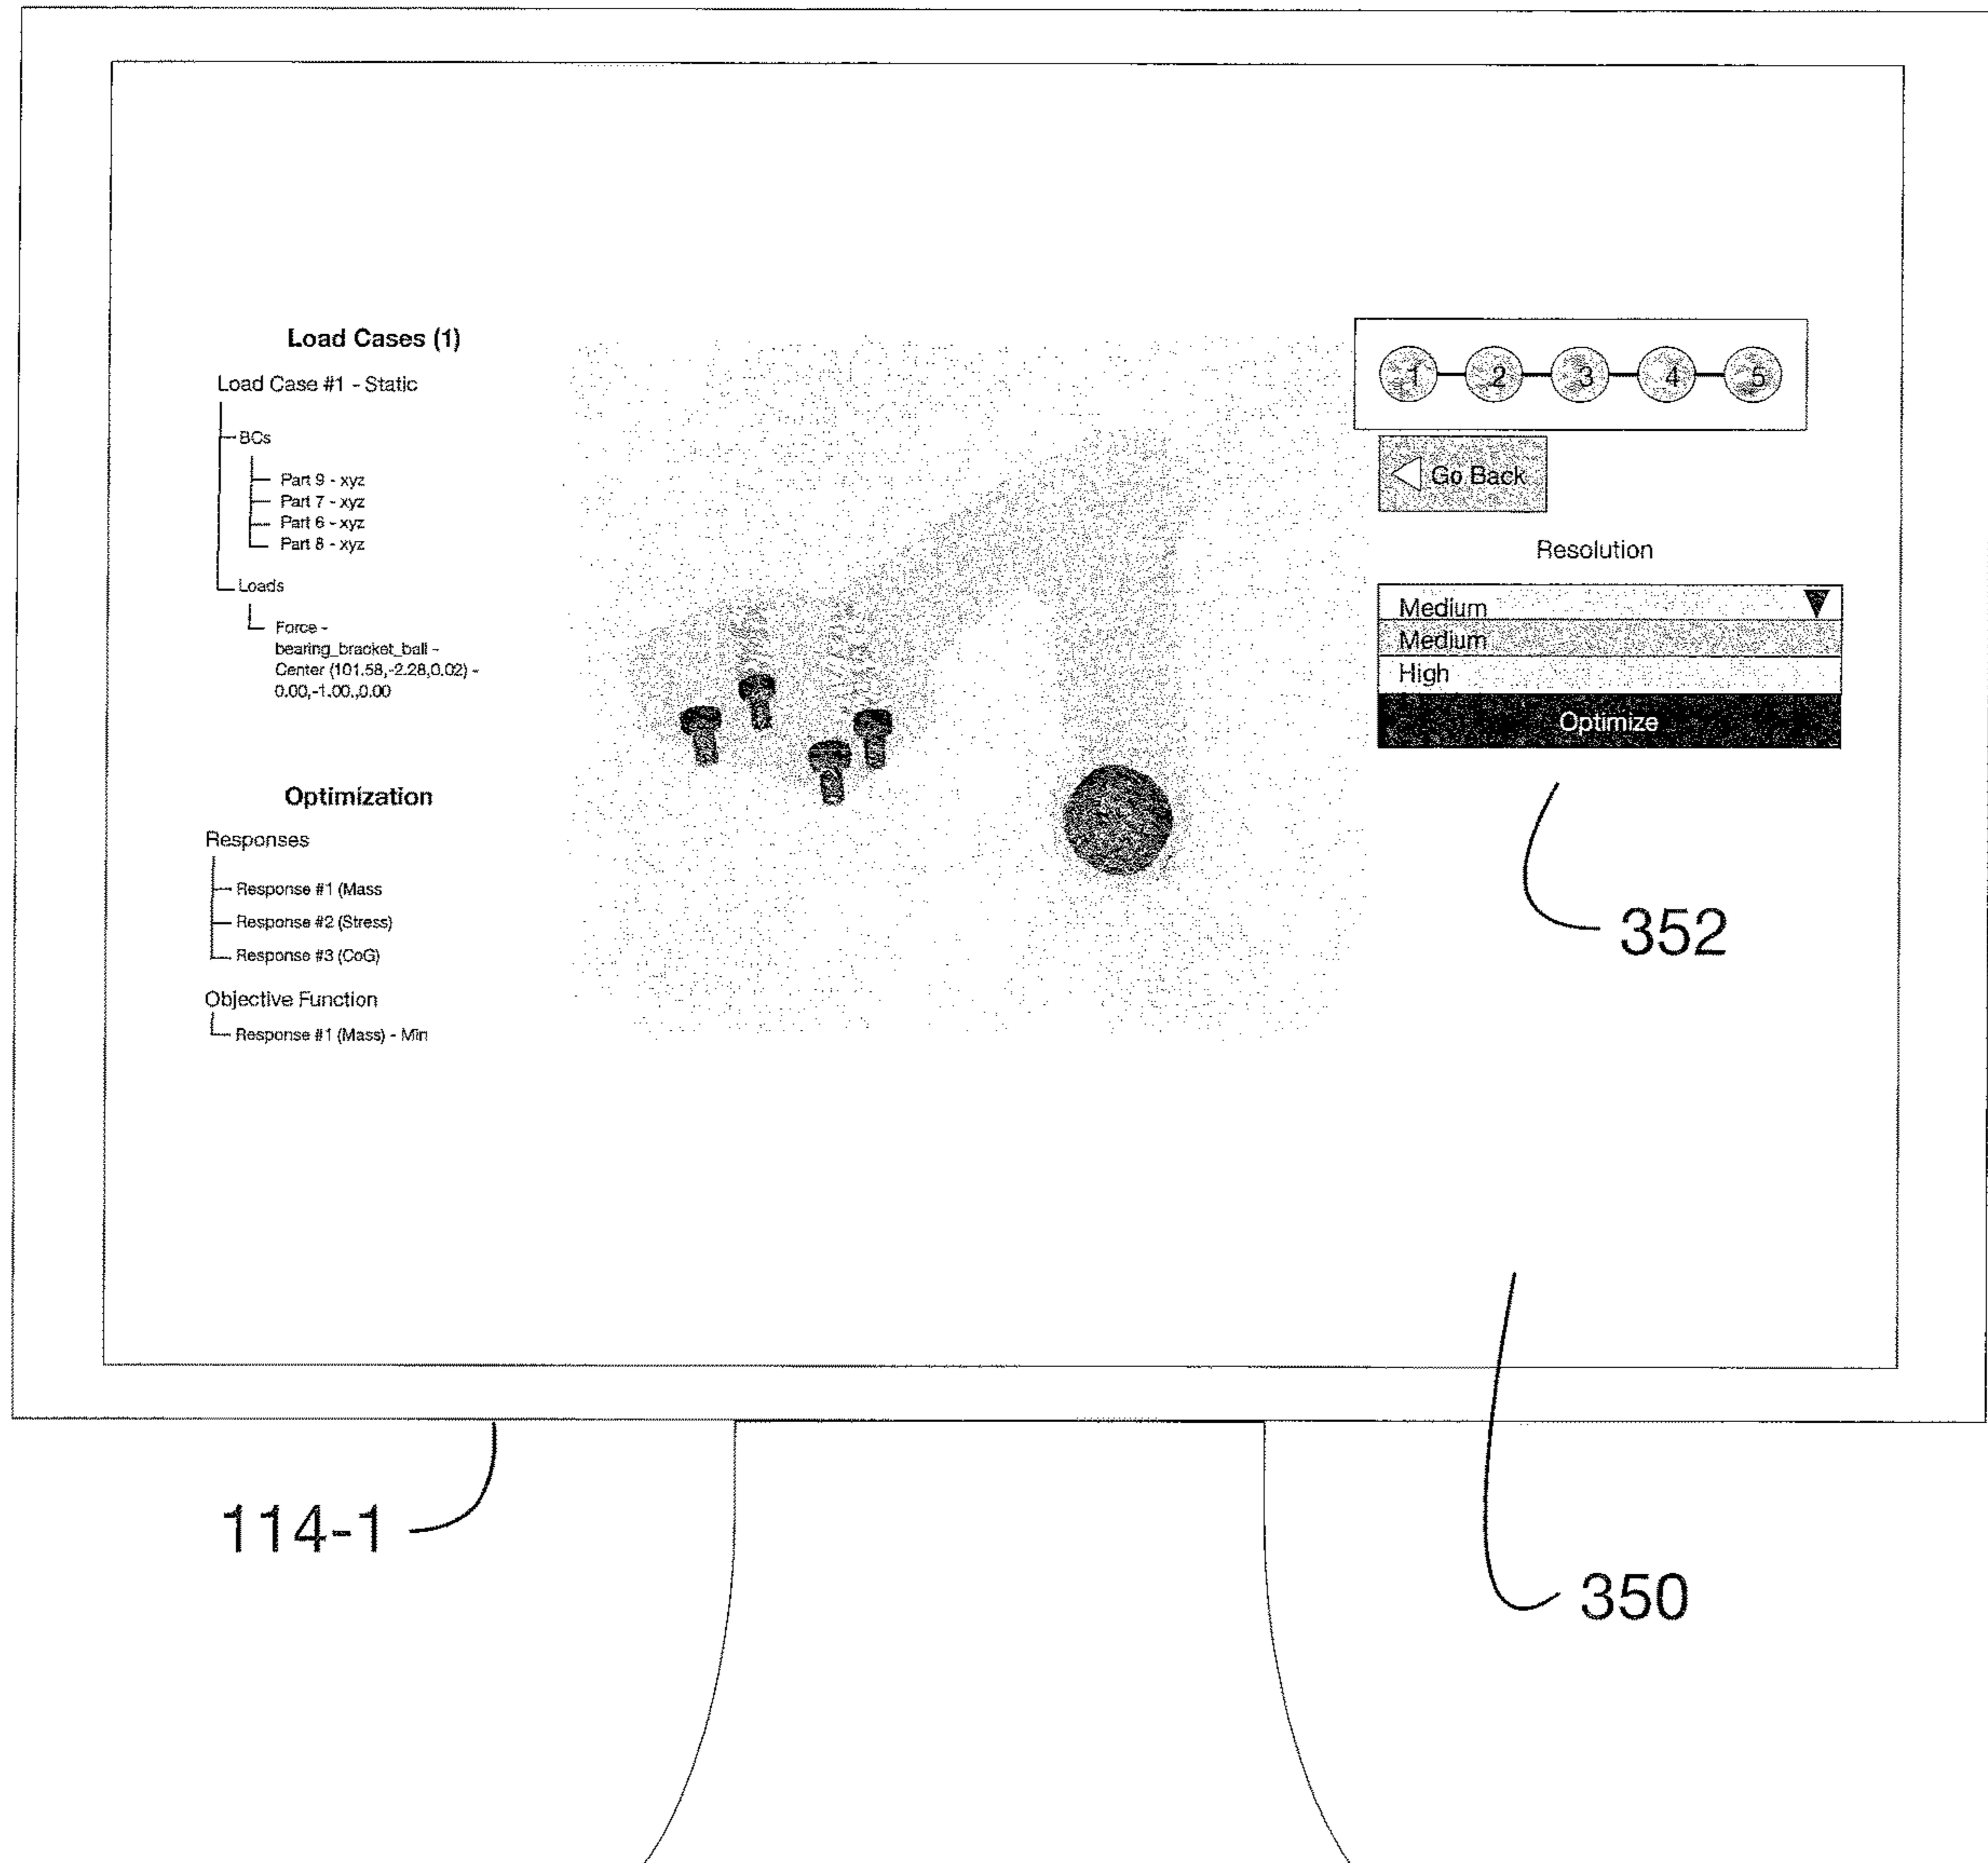 Load Cases (1)
Load Case #1 - Static
BCs
Part 9 - xyz
Part 7 - xyz
Part 6 - xyz
Part 8 - xyz
Loads
Force -
bearing_bracket_ball -
Center (101.58,-2.28,0.02) -
0.00,-1.00,,0.00
Optimization
Responses
Response #1 (Mass
Response #2 (Stress)
Response #3 (CoG)
Objective Function
Response #1 (Mass) - Min
1 2 3 4 5
Go Back
Resolution
Medium
Medium
High
Optimize
352
114-1
350